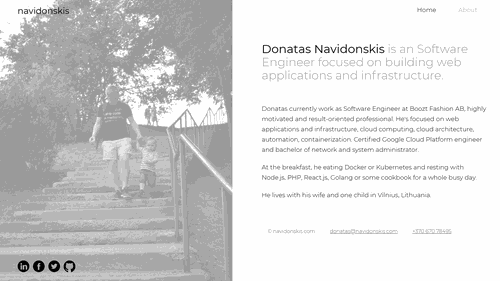 navidonskis
Home
About
Donatas Navidonskis is an Software
Engineer focused on building web
applications and infrastructure.
Donatas currently work as Software Engineer at Boozt Fashion AB, highly
motivated and result-oriented professional. He's focused on web
applications and infrastructure, cloud computing, cloud architecture,
automation, containerization. Certified Google Cloud Platform engineer
and bachelor of network and system administrator.
At the breakfast, he eating Docker or Kubernetes and resting with
Node.js. PHP, React.js, Golang or some cookbook for a whole busy day
He lives with his wife and one child in Vilnius, Lithuania.
© navidonskis.com
donatas@navidonskis.com